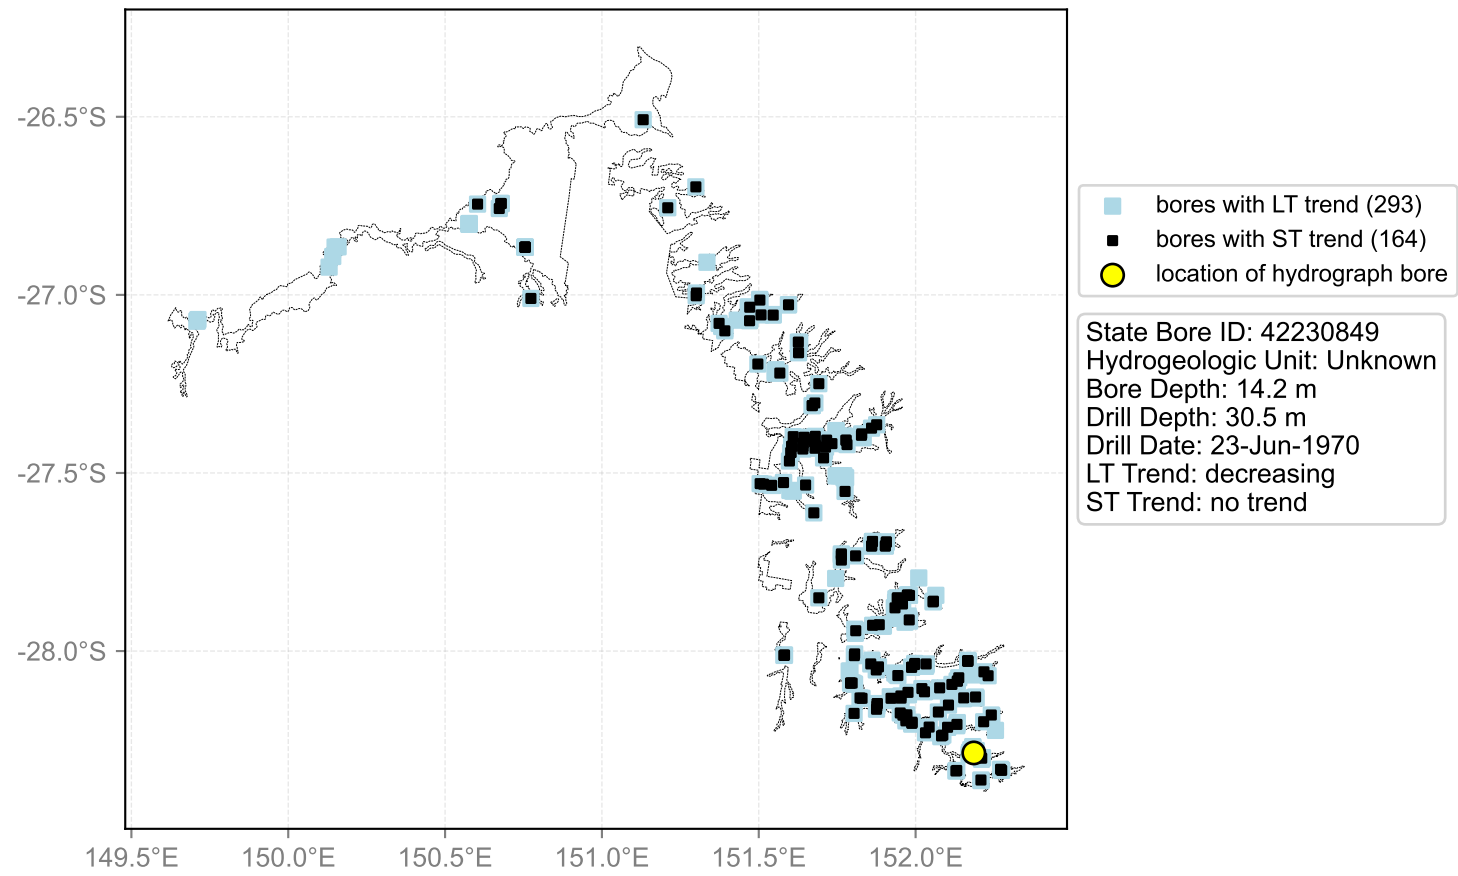 -26.5°S
-27.0°S
-27.5°S
-28.0°S
149.5°E
150.0°E
150.5°E
151.0°E
151.5°E
152.0°E
bores with LT trend (293)
bores with ST trend (164)
location of hydrograph bore
State Bore ID: 42230849
Hydrogeologic Unit: Unknown
Bore Depth: 14.2 m
Drill Depth: 30.5 m
Drill Date: 23-Jun-1970
LT Trend: decreasing
ST Trend: no trend